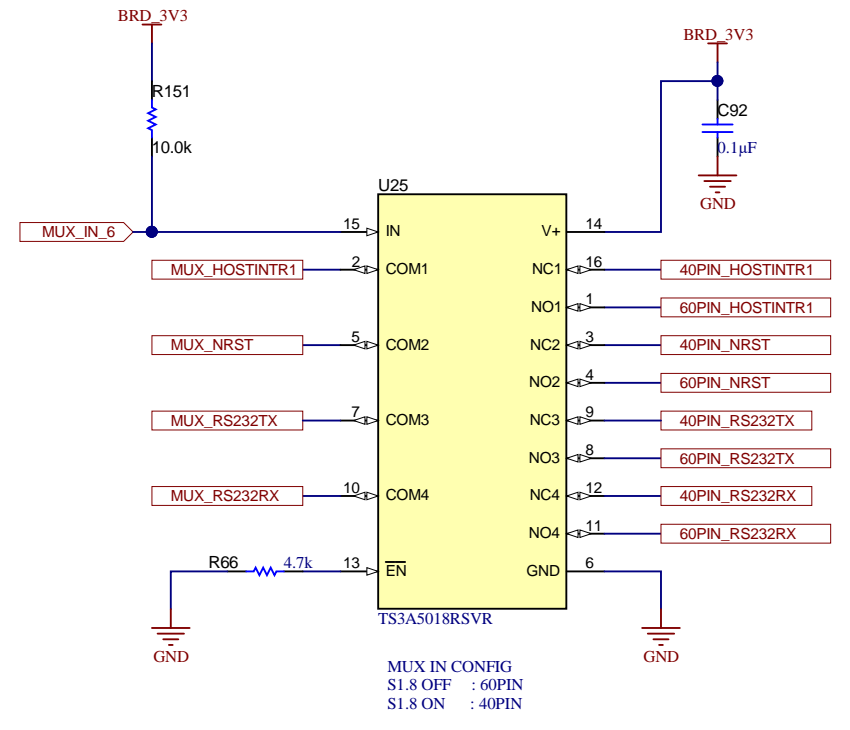 BRD_3V3
BRD_3V3
R151
C92
10.0k
0.1µF
U25
GND
MUX_IN_6
15
IN
V+
14
MUX_HOSTINTR1
2
COM1
NC1
16
40PIN_HOSTINTR1
NO1
1
60PIN_HOSTINTR1
MUX_NRST
5
COM2
NC2
3
40PIN_NRST
NO2
4
60PIN_NRST
MUX_RS232TX
7
COM3
NC3
9
40PIN_RS232TX
NO3
8
60PIN_RS232TX
MUX_RS232RX
10
COM4
NC4
12
40PIN_RS232RX
NO4
11
60PIN_RS232RX
R66
4.7k
13
EN
GND
6
TS3A5018RSVR
GND
GND
MUX IN CONFIG
S1.8 OFF : 60PIN
S1.8 ON : 40PIN